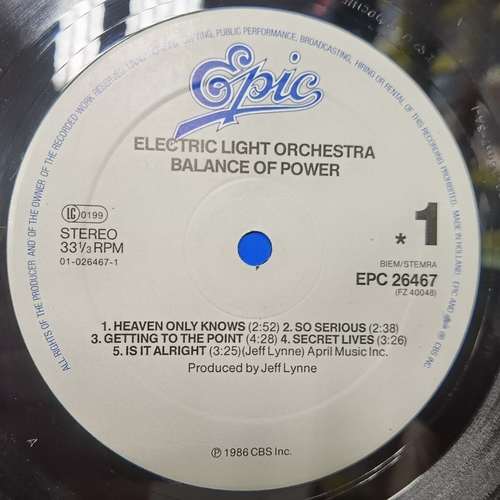 Epic
ELECTRIC LIGHT ORCHESTRA
BALANCE OF POWER
LC 0199
STEREO
33⅓ RPM
01-026467-1
*1
BIEM/STEMRA
EPC 26467
(FZ 40048)
1. HEAVEN ONLY KNOWS (2:52) 2. SO SERIOUS (2:38)
3. GETTING TO THE POINT (4:28) 4. SECRET LIVES (3:26)
5. IS IT ALRIGHT (3:25) (Jeff Lynne) April Music Inc.
Produced by Jeff Lynne
℗ 1986 CBS Inc.
ALL RIGHTS OF THE PRODUCER AND OF THE OWNER OF THE RECORDED WORK RESERVED. PUBLIC PERFORMANCE, BROADCASTING, HIRING OR RENTAL OF THIS RECORDING PROHIBITED. MADE IN HOLLAND